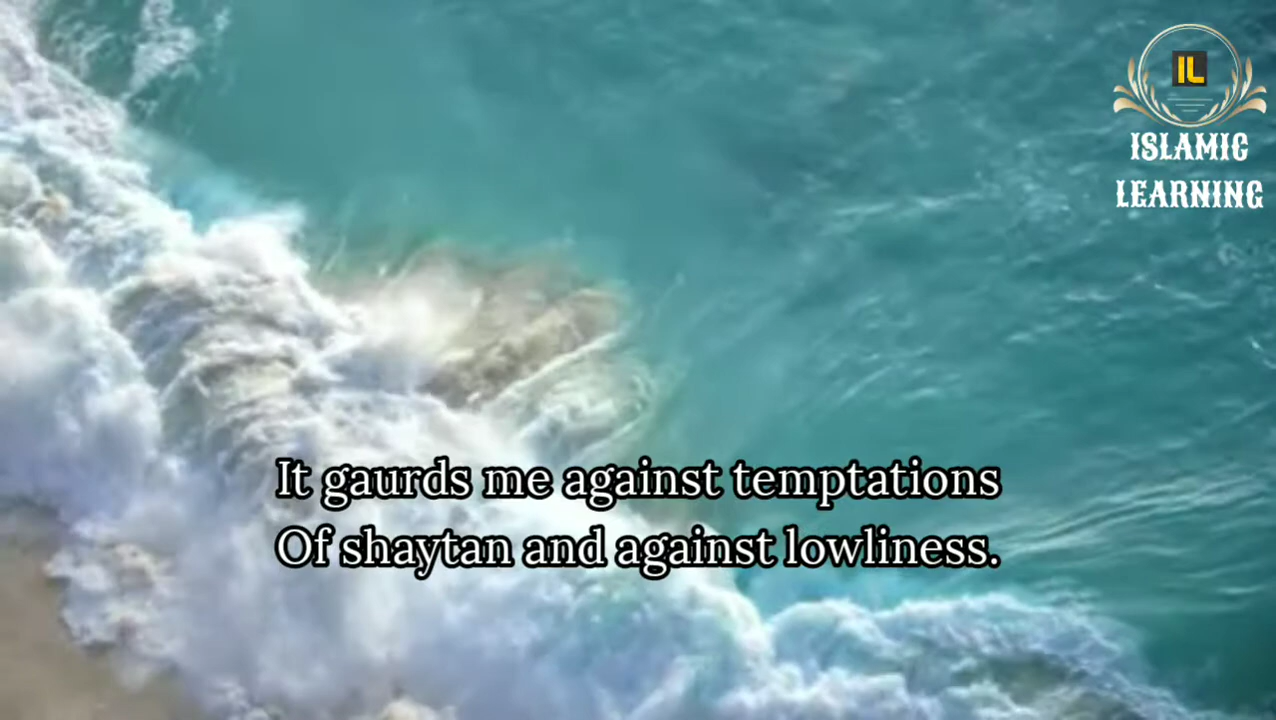 IL
ISLAMIC
LEARNING
It gaurds me against temptations
Of shaytan and against lowliness.